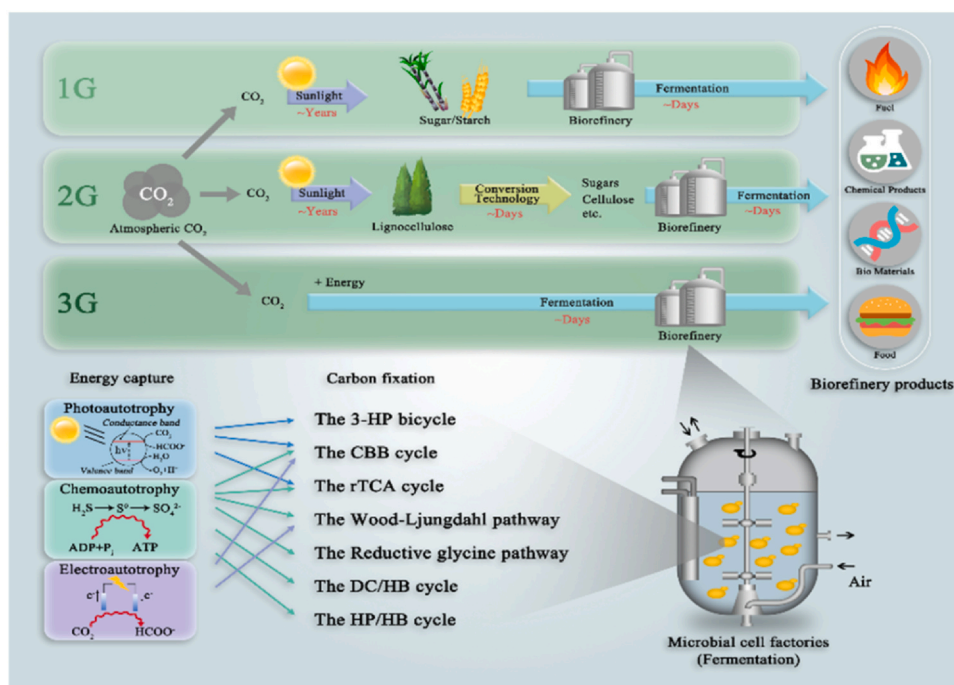 1G
CO₂
Sunlight
~Years
Sugar/Starch
Biorefinery
Fermentation
~Days
2G
CO₂
Atmospheric CO₂
CO₂
Sunlight
~Years
Lignocellulose
Conversion
Technology
~Days
Sugars
Cellulose
etc.
Biorefinery
Fermentation
~Days
3G
CO₂
+ Energy
Fermentation
~Days
Biorefinery
Fuel
Chemical Products
Bio Materials
Food
Biorefinery products
Energy capture
Photoautotrophy
Conductance band
hν
Valance band
CO₂
HCOO⁻
H₂O
O₂+H⁻
Chemoautotrophy
H₂S→S⁰→SO₄²⁻
ADP+Pᵢ
ATP
Electroautotrophy
e⁻
e⁻
CO₂
HCOO⁻
Carbon fixation
The 3-HP bicycle
The CBB cycle
The rTCA cycle
The Wood-Ljungdahl pathway
The Reductive glycine pathway
The DC/HB cycle
The HP/HB cycle
Air
Microbial cell factories
(Fermentation)